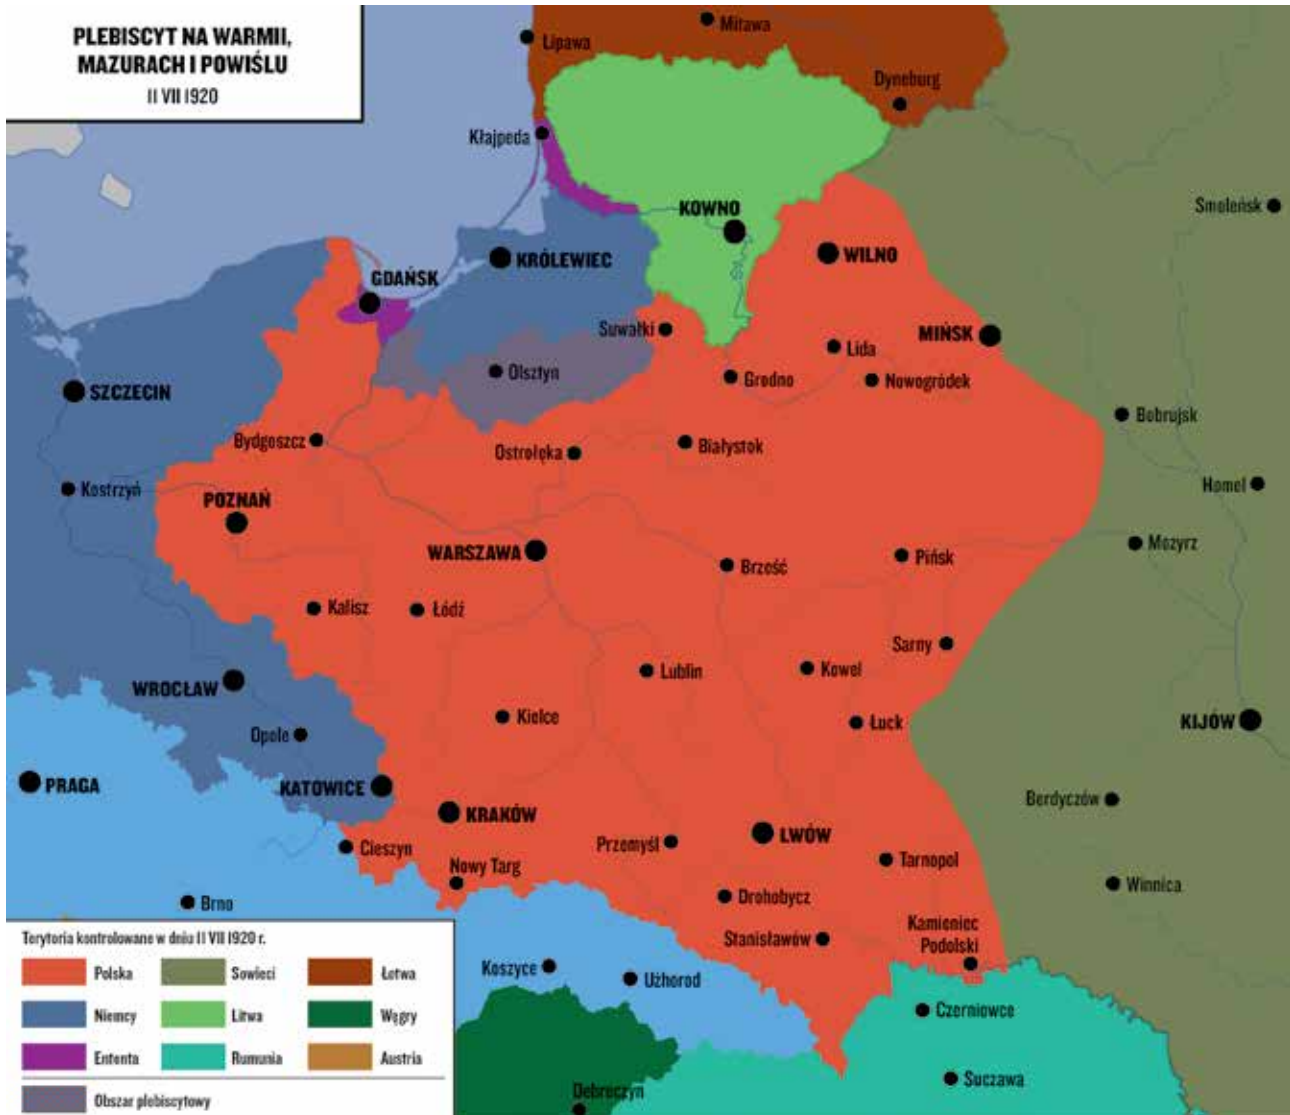 PLEBISCYT NA WARMII,
MAZURACH I POWIŚLU
11 VII 1920
Mitawa
Lipawa
Dyneburg
Kłajpeda
KOWNO
Smoleńsk
WILNO
KRÓLEWIEC
GDAŃSK
Suwałki
MIŃSK
Lida
Olsztyn
Grodno
Nowogródek
SZCZECIN
Bobrujsk
Bydgoszcz
Ostrołęka
Białystok
Homel
Kostrzyń
POZNAŃ
WARSZAWA
Mozyrz
Brześć
Pińsk
Kalisz
Łódź
Sarny
Lublin
Kowel
WROCŁAW
Kielce
Łuck
KIJÓW
Opole
PRAGA
KATOWICE
Berdyczów
KRAKÓW
LWÓW
Przemyśl
Cieszyn
Tarnopol
Nowy Targ
Winnica
Drohobycz
Brno
Kamieniec
Podolski
Stanisławów
Koszyce
Użhorod
Czerniowce
Suczawa
Debreczyn
Terytoria kontrolowane w dniu 11 VII 1920 r.
Polska
Sowieci
Łotwa
Niemcy
Litwa
Węgry
Ententa
Rumunia
Austria
Obszar plebiscytowy